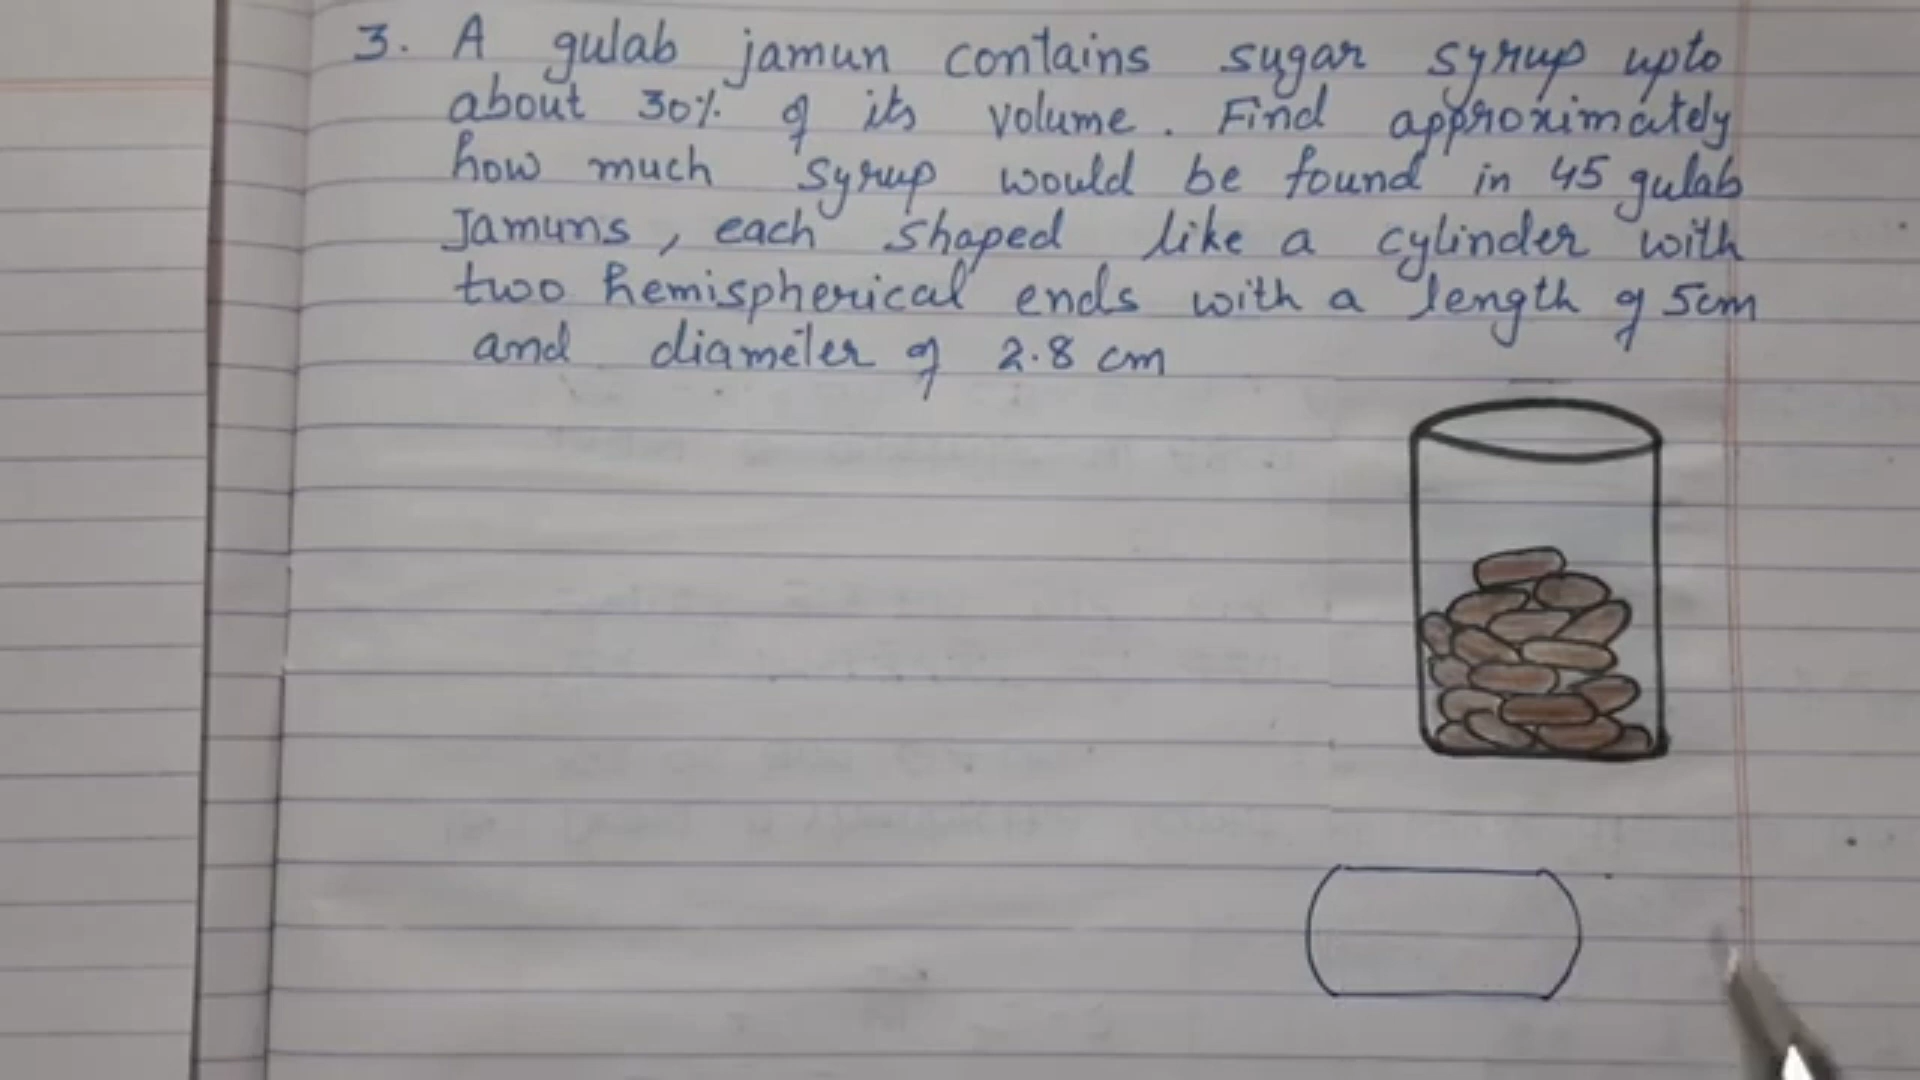 3. A gulab jamun contains sugar syrup upto
about 30% of its volume. Find approximately
how much syrup would be found in 45 gulab
Jamuns, each shaped like a cylinder with
two hemispherical ends with a length of 5cm
and diameter of 2.8 cm